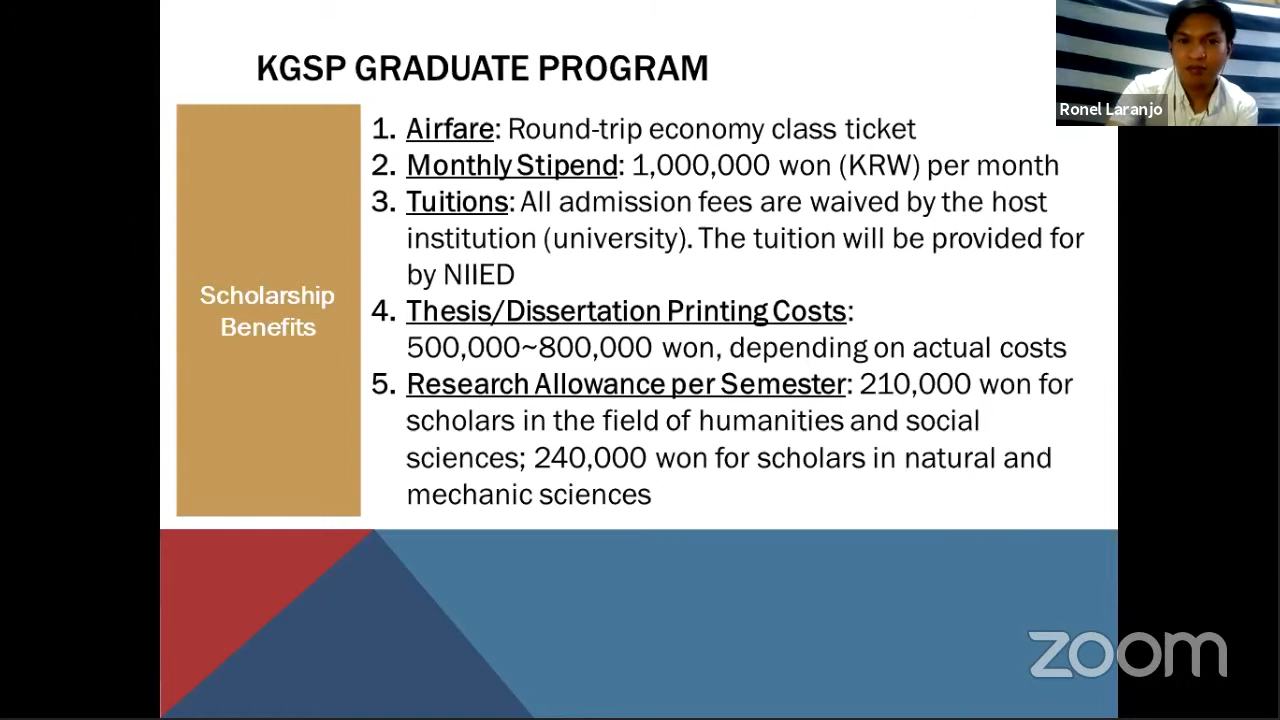 KGSP GRADUATE PROGRAM
Ronel Laranjo
Scholarship
Benefits
1. Airfare: Round-trip economy class ticket
2. Monthly Stipend: 1,000,000 won (KRW) per month
3. Tuitions: All admission fees are waived by the host
institution (university). The tuition will be provided for
by NIIED
4. Thesis/Dissertation Printing Costs:
500,000~800,000 won, depending on actual costs
5. Research Allowance per Semester: 210,000 won for
scholars in the field of humanities and social
sciences; 240,000 won for scholars in natural and
mechanic sciences
zoom